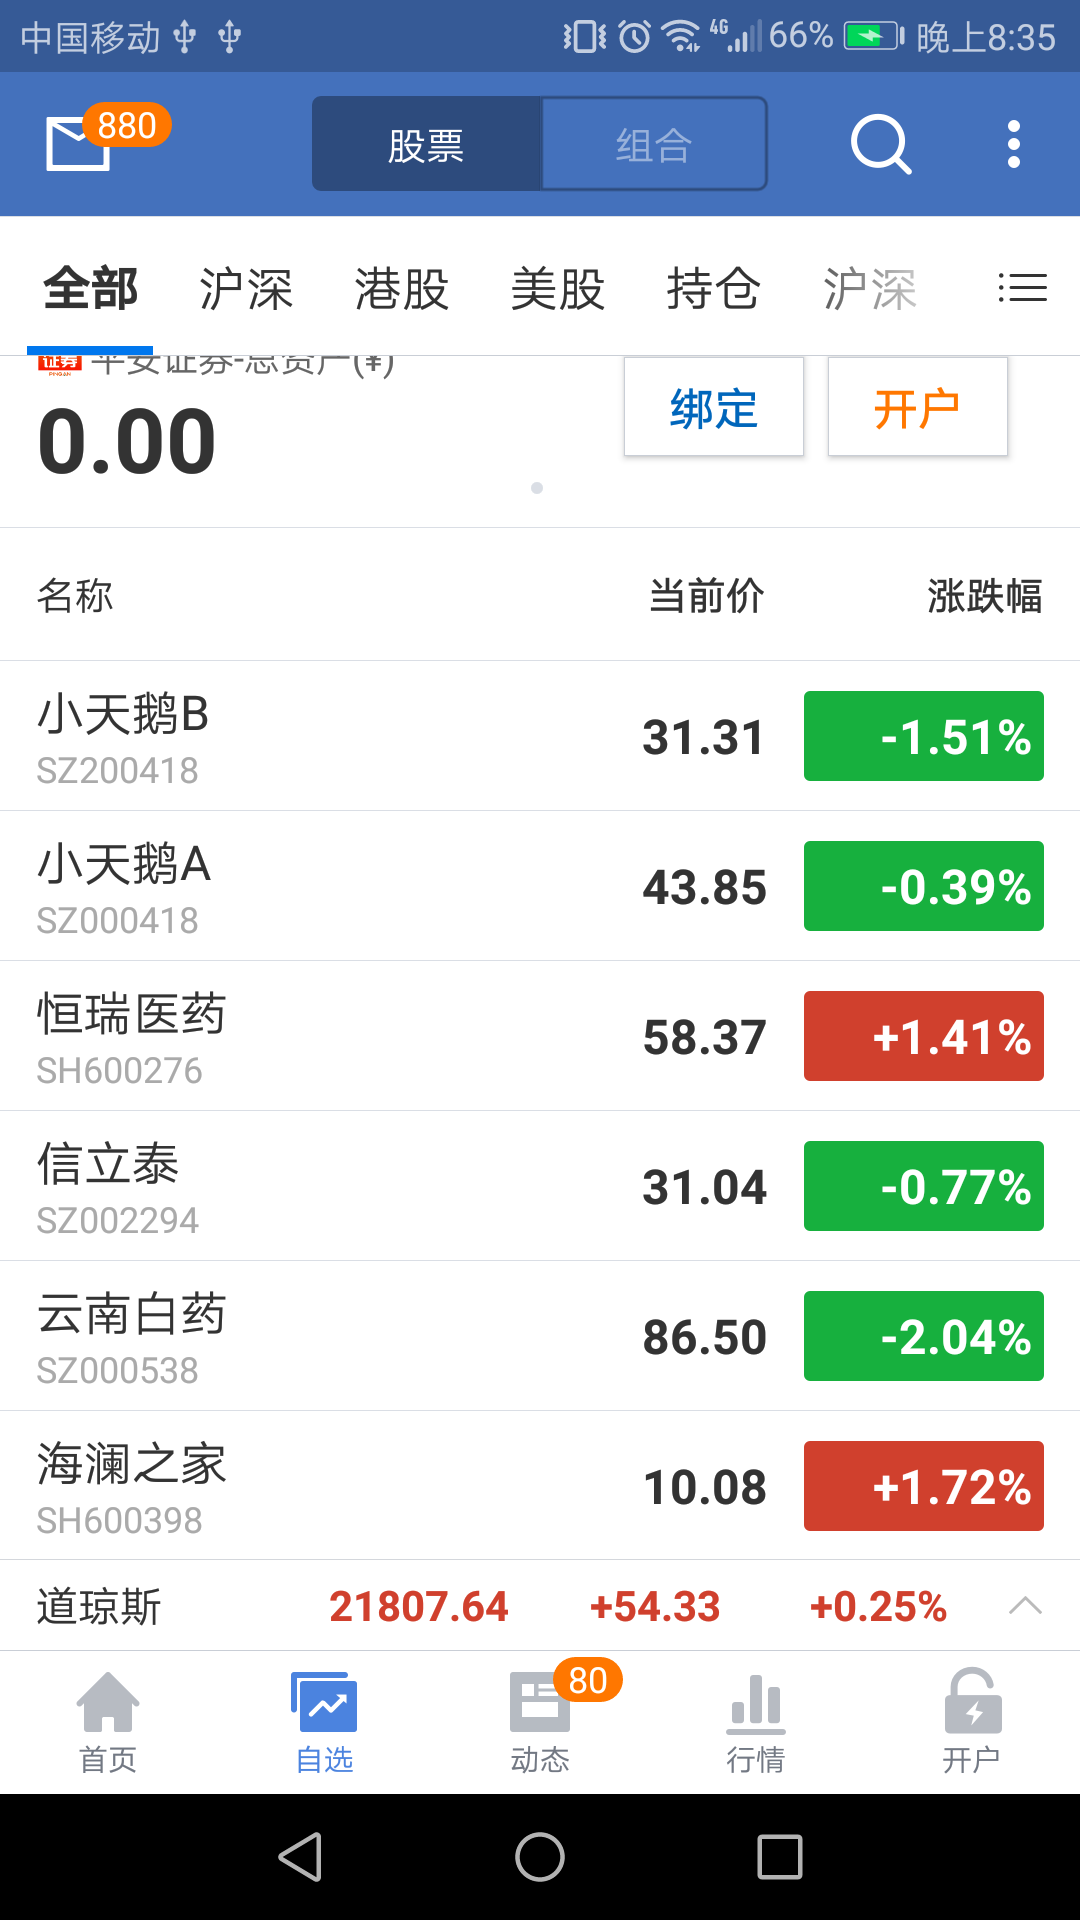 中国移动 4G 66% 晚上8:35
880 股票 组合
全部 沪深 港股 美股 持仓 沪深
证券 平安证券-总资产(¥)
PINGAN
0.00 绑定 开户
名称 当前价 涨跌幅
小天鹅B
SZ200418 31.31 -1.51%
小天鹅A
SZ000418 43.85 -0.39%
恒瑞医药
SH600276 58.37 +1.41%
信立泰
SZ002294 31.04 -0.77%
云南白药
SZ000538 86.50 -2.04%
海澜之家
SH600398 10.08 +1.72%
道琼斯 21807.64 +54.33 +0.25%
80
首页 自选 动态 行情 开户